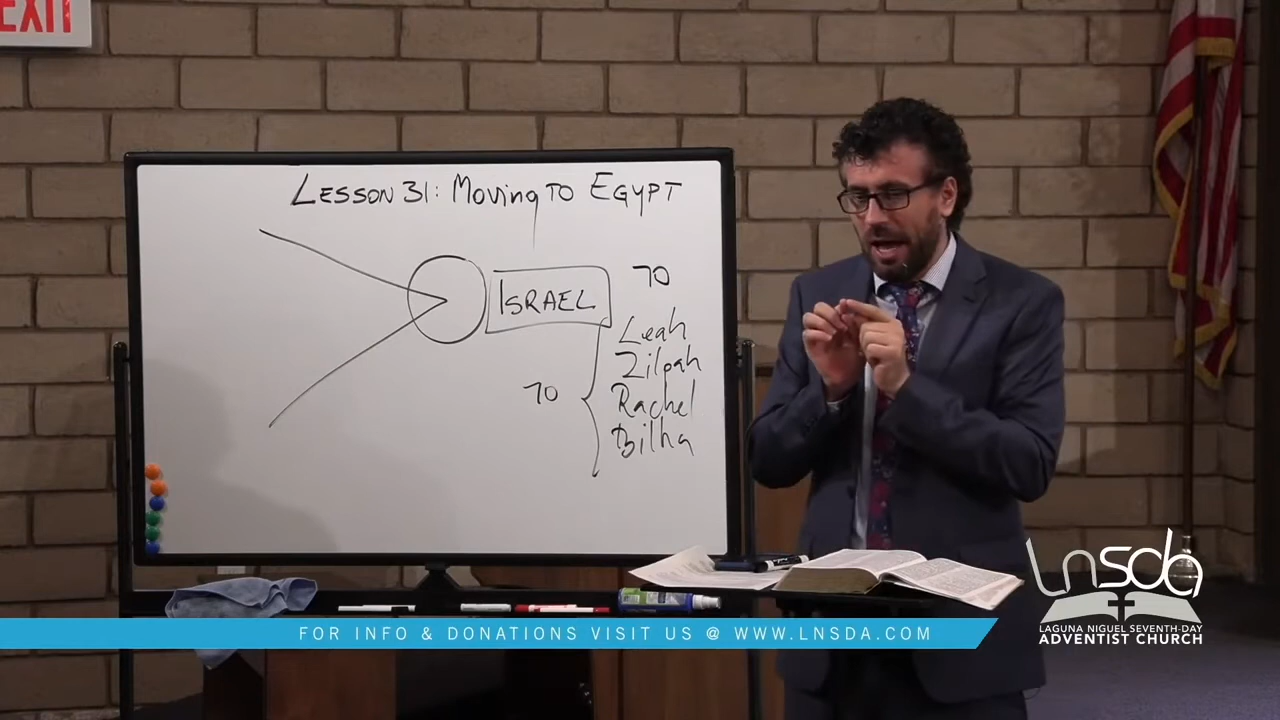 EXIT
LESSON 31: MOVING TO EGYPT
ISRAEL
70
Leah
Zilpah
70
Rachel
Bilha
FOR INFO & DONATIONS VISIT US @ WWW.LNSDA.COM
LnSDA
LAGUNA NIGUEL SEVENTH-DAY
ADVENTIST CHURCH